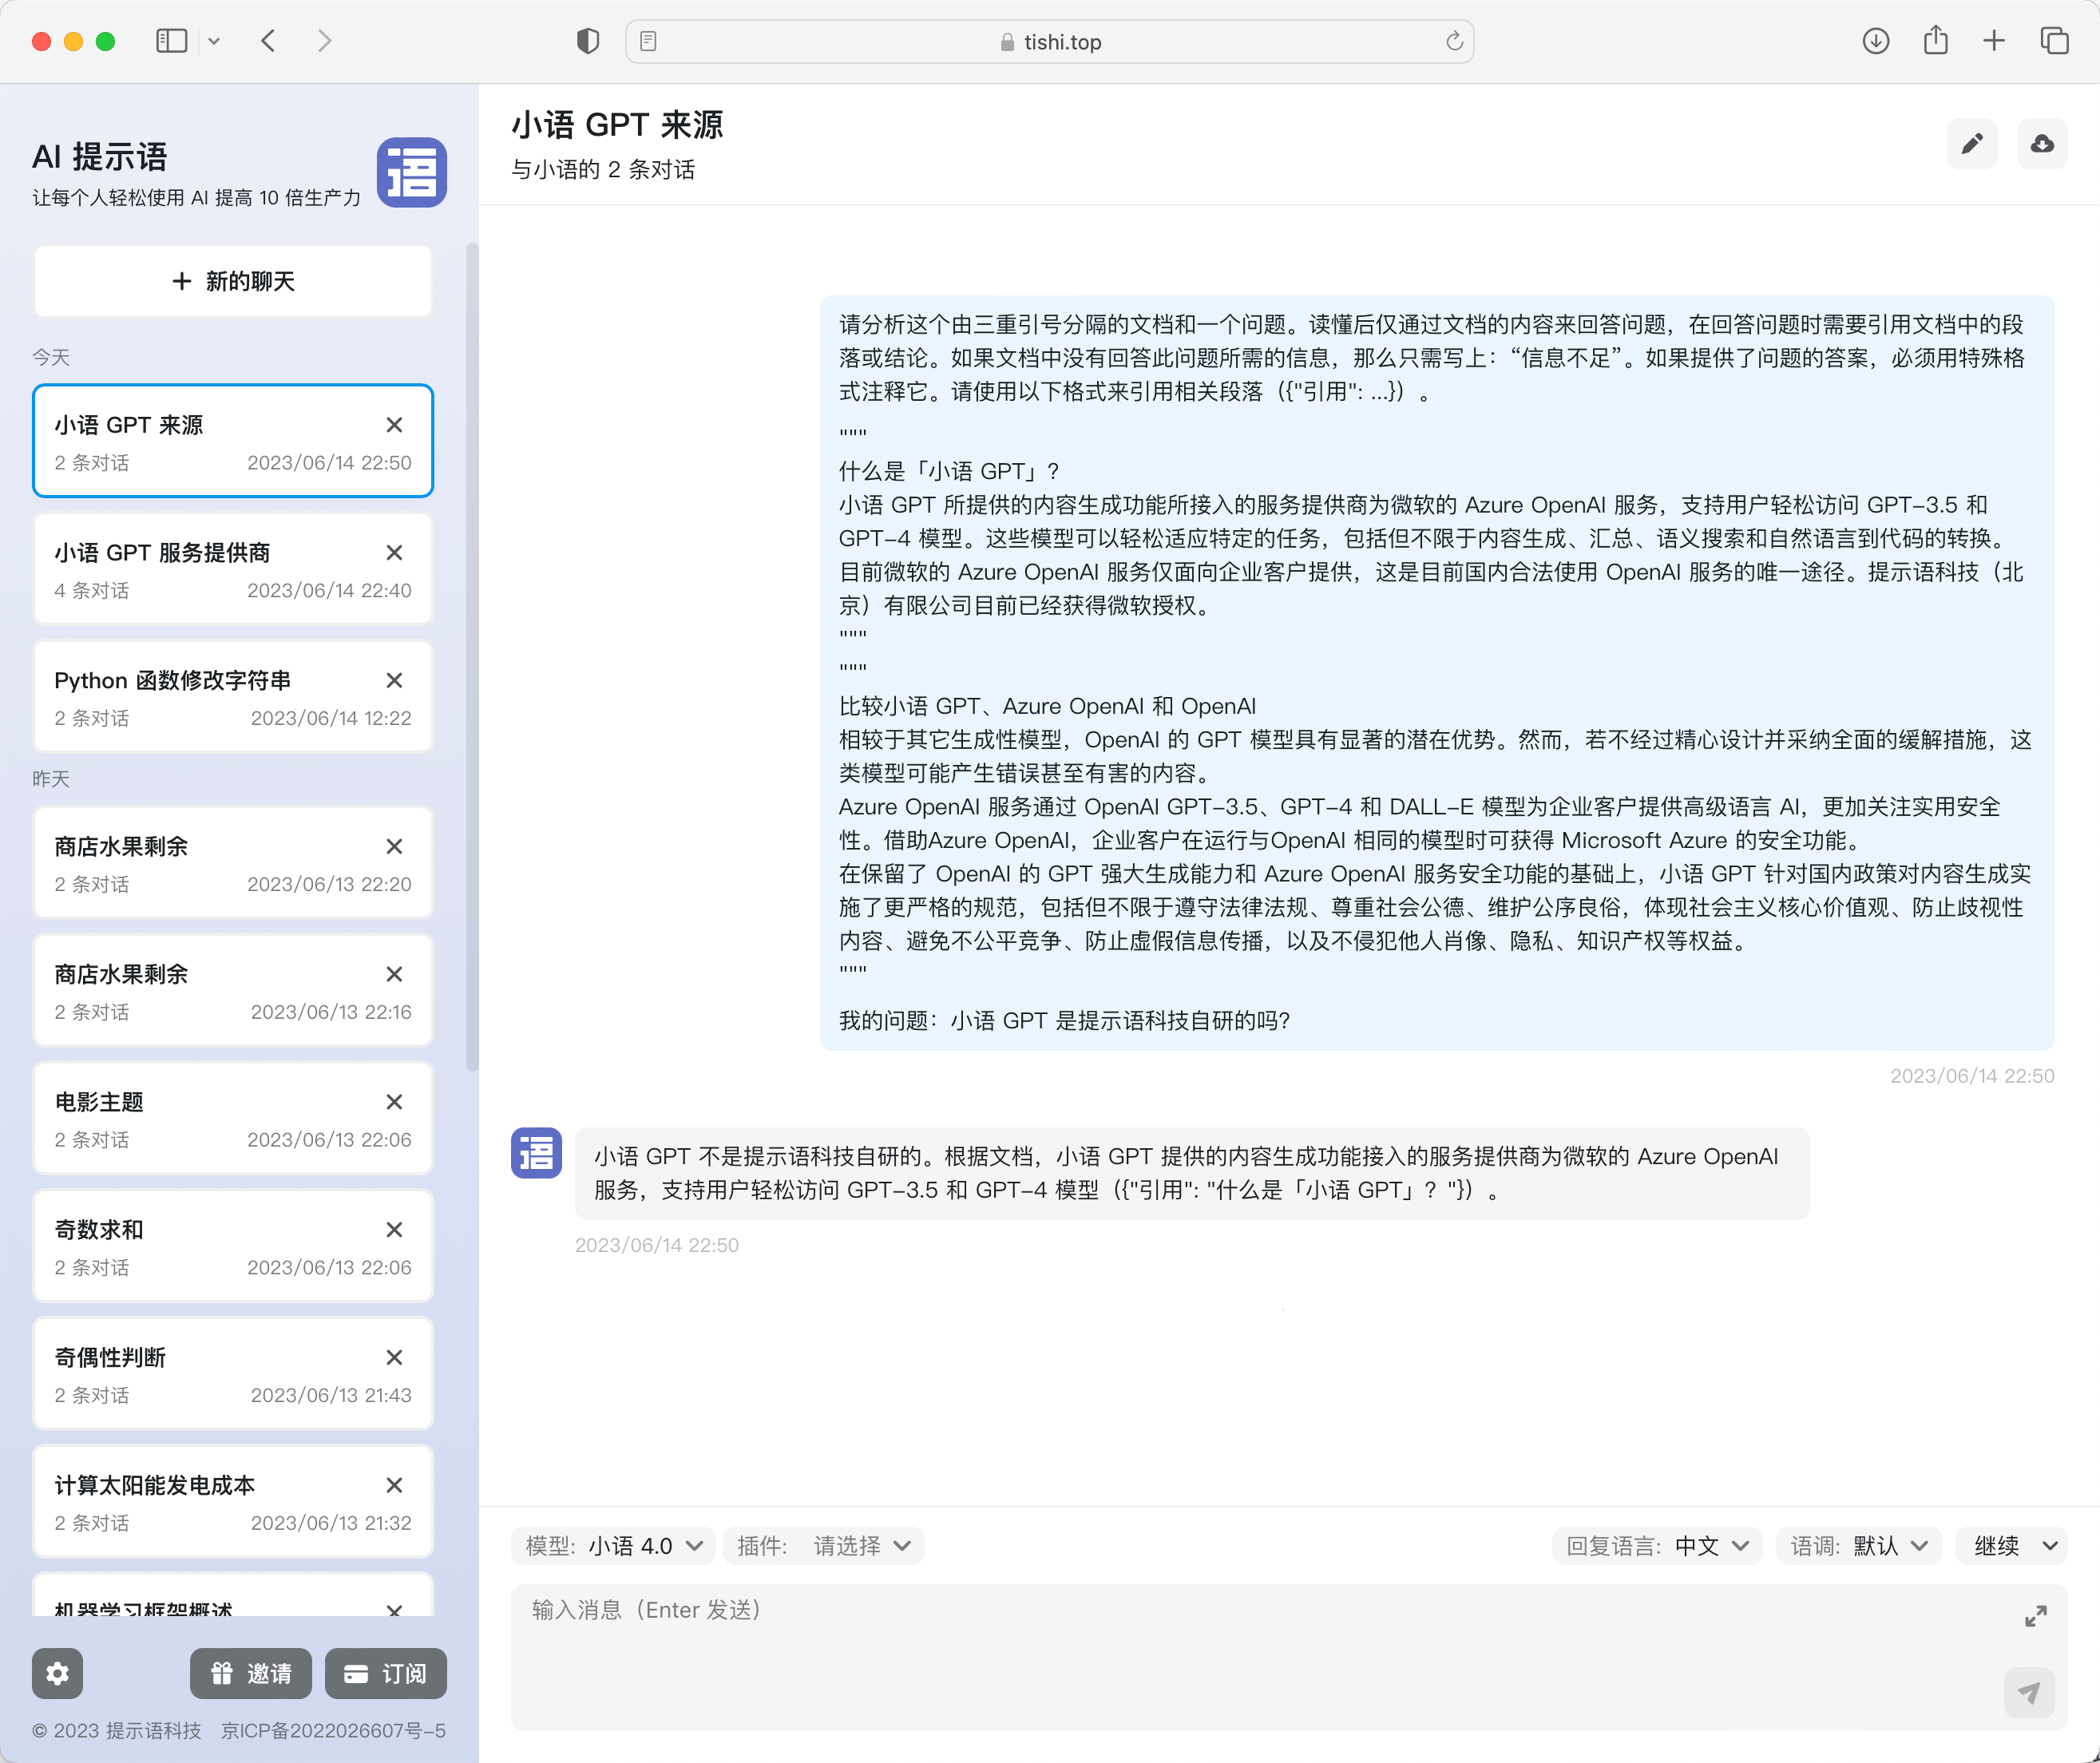 tishi.top
AI 提示语
让每个人轻松使用 AI 提高 10 倍生产力
语
新的聊天
今天
小语 GPT 来源
2 条对话 2023/06/14 22:50
小语 GPT 服务提供商
4 条对话 2023/06/14 22:40
Python 函数修改字符串
2 条对话 2023/06/14 12:22
昨天
商店水果剩余
2 条对话 2023/06/13 22:20
商店水果剩余
2 条对话 2023/06/13 22:16
电影主题
2 条对话 2023/06/13 22:06
奇数求和
2 条对话 2023/06/13 22:06
奇偶性判断
2 条对话 2023/06/13 21:43
计算太阳能发电成本
2 条对话 2023/06/13 21:32
机器学习框架概述
邀请 订阅
© 2023 提示语科技 京ICP备2022026607号-5
小语 GPT 来源
与小语的 2 条对话
请分析这个由三重引号分隔的文档和一个问题。读懂后仅通过文档的内容来回答问题，在回答问题时需要引用文档中的段
落或结论。如果文档中没有回答此问题所需的信息，那么只需写上：“信息不足”。如果提供了问题的答案，必须用特殊格
式注释它。请使用以下格式来引用相关段落（{"引用": ...}）。
"""
什么是「小语 GPT」？
小语 GPT 所提供的内容生成功能所接入的服务提供商为微软的 Azure OpenAI 服务，支持用户轻松访问 GPT-3.5 和
GPT-4 模型。这些模型可以轻松适应特定的任务，包括但不限于内容生成、汇总、语义搜索和自然语言到代码的转换。
目前微软的 Azure OpenAI 服务仅面向企业客户提供，这是目前国内合法使用 OpenAI 服务的唯一途径。提示语科技（北
京）有限公司目前已经获得微软授权。
"""
"""
比较小语 GPT、Azure OpenAI 和 OpenAI
相较于其它生成性模型，OpenAI 的 GPT 模型具有显著的潜在优势。然而，若不经过精心设计并采纳全面的缓解措施，这
类模型可能产生错误甚至有害的内容。
Azure OpenAI 服务通过 OpenAI GPT-3.5、GPT-4 和 DALL-E 模型为企业客户提供高级语言 AI，更加关注实用安全
性。借助Azure OpenAI，企业客户在运行与OpenAI 相同的模型时可获得 Microsoft Azure 的安全功能。
在保留了 OpenAI 的 GPT 强大生成能力和 Azure OpenAI 服务安全功能的基础上，小语 GPT 针对国内政策对内容生成实
施了更严格的规范，包括但不限于遵守法律法规、尊重社会公德、维护公序良俗，体现社会主义核心价值观、防止歧视性
内容、避免不公平竞争、防止虚假信息传播，以及不侵犯他人肖像、隐私、知识产权等权益。
"""
我的问题：小语 GPT 是提示语科技自研的吗？
2023/06/14 22:50
语
小语 GPT 不是提示语科技自研的。根据文档，小语 GPT 提供的内容生成功能接入的服务提供商为微软的 Azure OpenAI
服务，支持用户轻松访问 GPT-3.5 和 GPT-4 模型（{"引用": "什么是「小语 GPT」？"}）。
2023/06/14 22:50
模型: 小语 4.0 插件: 请选择 回复语言: 中文 语调: 默认 继续
输入消息（Enter 发送）